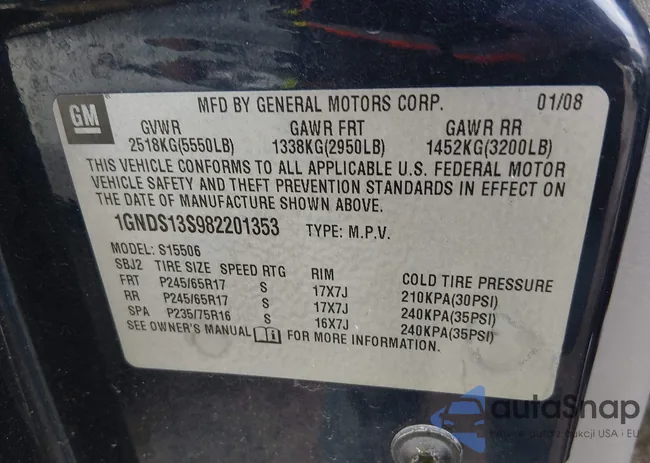 GM
MFD BY GENERAL MOTORS CORP. 01/08
GVWR GAWR FRT GAWR RR
2518KG(5550LB) 1338KG(2950LB) 1452KG(3200LB)
THIS VEHICLE CONFORMS TO ALL APPLICABLE U.S. FEDERAL MOTOR
VEHICLE SAFETY AND THEFT PREVENTION STANDARDS IN EFFECT ON
THE DATE OF MANUFACTURE SHOWN ABOVE.
1GNDS13S982201353 TYPE: M.P.V.
MODEL: S15506
SBJ2 TIRE SIZE SPEED RTG RIM COLD TIRE PRESSURE
FRT P245/65R17 S 17X7J 210KPA(30PSI)
RR P245/65R17 S 17X7J 240KPA(35PSI)
SPA P235/75R16 S 16X7J 240KPA(35PSI)
SEE OWNER'S MANUAL FOR MORE INFORMATION.
autoSnap
aukcji USA - EU